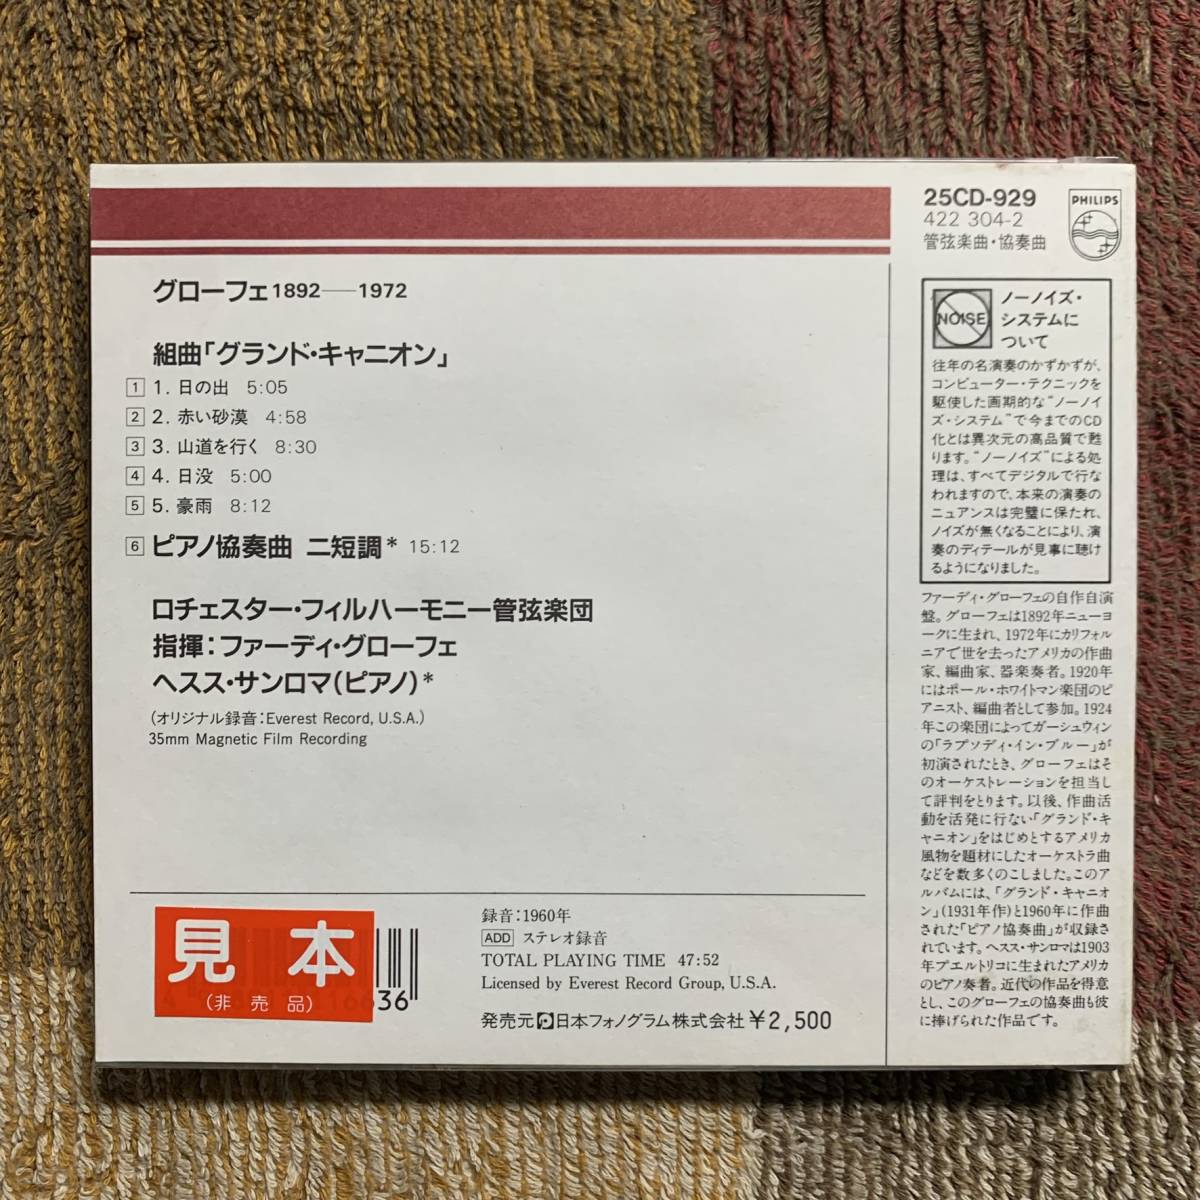 グローフェ 1892——1972
組曲「グランド・キャニオン」
1 1. 日の出 5:05
2 2. 赤い砂漠 4:58
3 3. 山道を行く 8:30
4 4. 日没 5:00
5 5. 豪雨 8:12
6 ピアノ協奏曲 ニ短調* 15:12
ロチェスター・フィルハーモニー管弦楽団
指揮：ファーディ・グローフェ
ヘスス・サンロマ（ピアノ）*
(オリジナル録音：Everest Record, U.S.A.)
35mm Magnetic Film Recording
見本
(非売品)
6636
録音：1960年
ADD ステレオ録音
TOTAL PLAYING TIME 47:52
Licensed by Everest Record Group, U.S.A.
発売元 日本フォノグラム株式会社 ¥2,500
25CD-929
422 304-2
管弦楽曲・協奏曲
PHILIPS
NOISE
ノーノイズ・
システムに
ついて
往年の名演奏のかずかずが、
コンピューター・テクニックを
駆使した画期的な“ノーノイ
ズ・システム”で今までのCD
化とは異次元の高品質で甦
ります。“ノーノイズ”による処
理は、すべてデジタルで行な
われますので、本来の演奏の
ニュアンスは完璧に保たれ、
ノイズが無くなることにより、演
奏のディテールが見事に聴け
るようになりました。
ファーディ・グローフェの自作自演
盤。グローフェは1892年ニューヨ
ークに生まれ、1972年にカリフォル
ニアで世を去ったアメリカの作曲
家、編曲家、器楽奏者。1920年
にはポール・ホワイトマン楽団のピ
アニスト、編曲者として参加。1924
年この楽団によってガーシュウィン
の「ラプソディ・イン・ブルー」が
初演されたとき、グローフェはそ
のオーケストレーションを担当し
て評判をとります。以後、作曲活
動を活発に行ない「グランド・キ
ャニオン」をはじめとするアメリカ
風物を題材にしたオーケストラ曲
などを数多くのこしました。このア
ルバムには、「グランド・キャニオ
ン」（1931年作）と1960年に作曲
された「ピアノ協奏曲」が収録さ
れています。ヘスス・サンロマは1903
年プエルトリコに生まれたアメリカ
のピアノ奏者。近代の作品を得意
とし、このグローフェの協奏曲も彼
に捧げられた作品です。